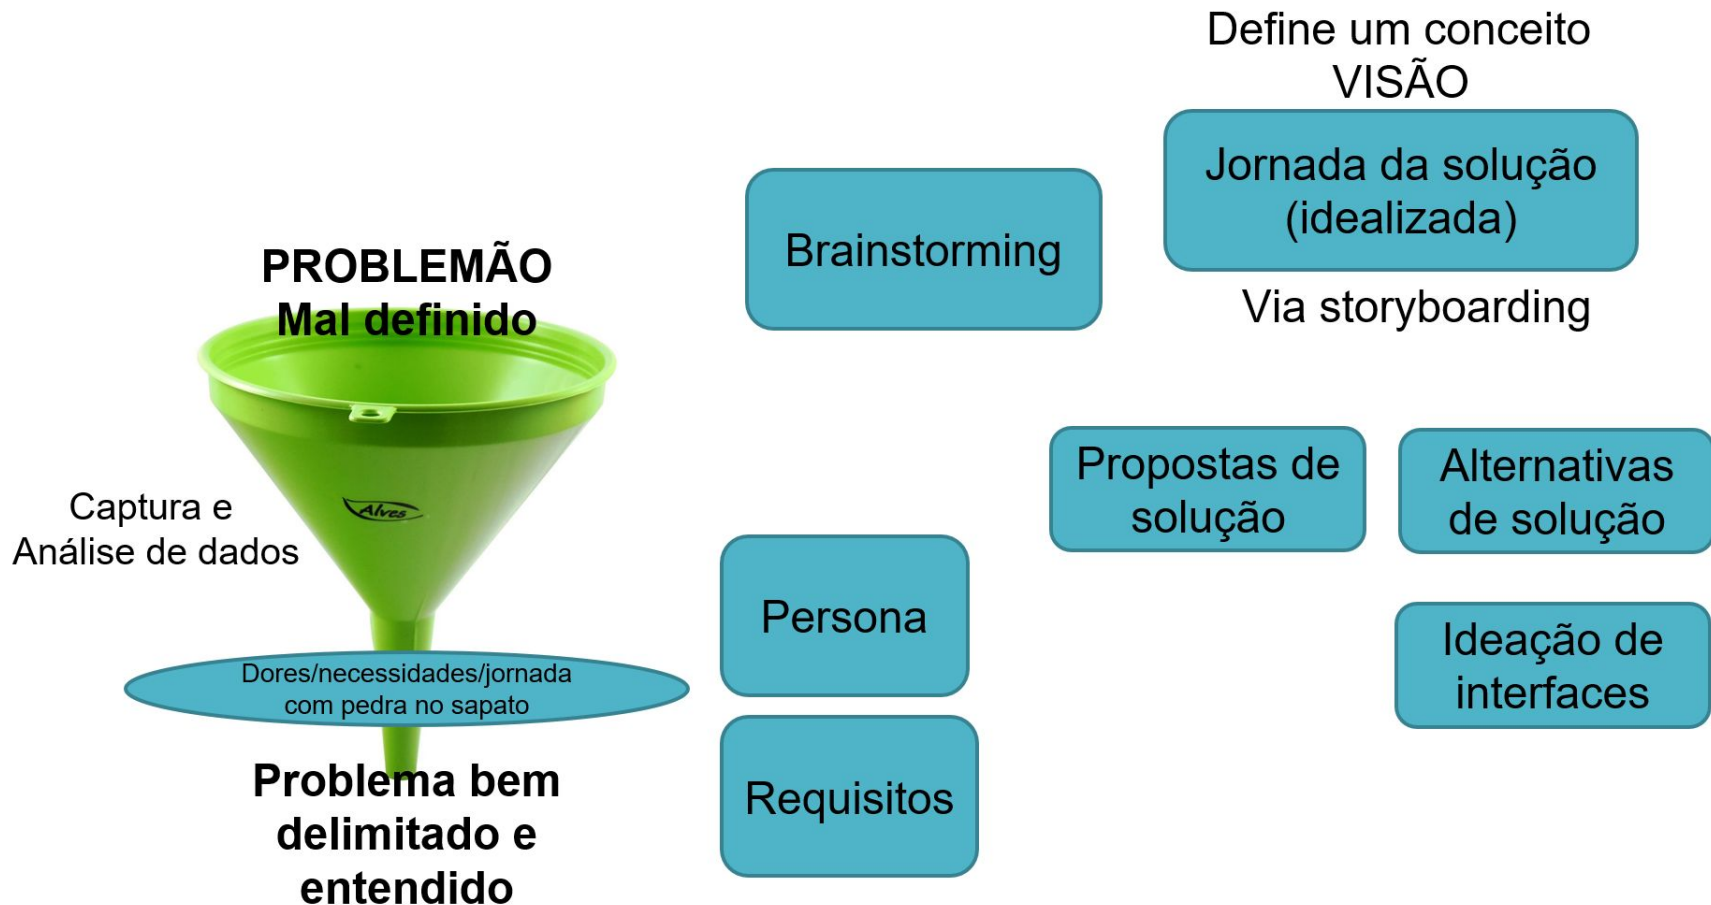 PROBLEMÃO
Mal definido
Alves
Captura e
Análise de dados
Dores/necessidades/jornada
com pedra no sapato
Problema bem
delimitado e
entendido
Brainstorming
Persona
Requisitos
Define um conceito
VISÃO
Jornada da solução
(idealizada)
Via storyboarding
Propostas de
solução
Alternativas
de solução
Ideação de
interfaces